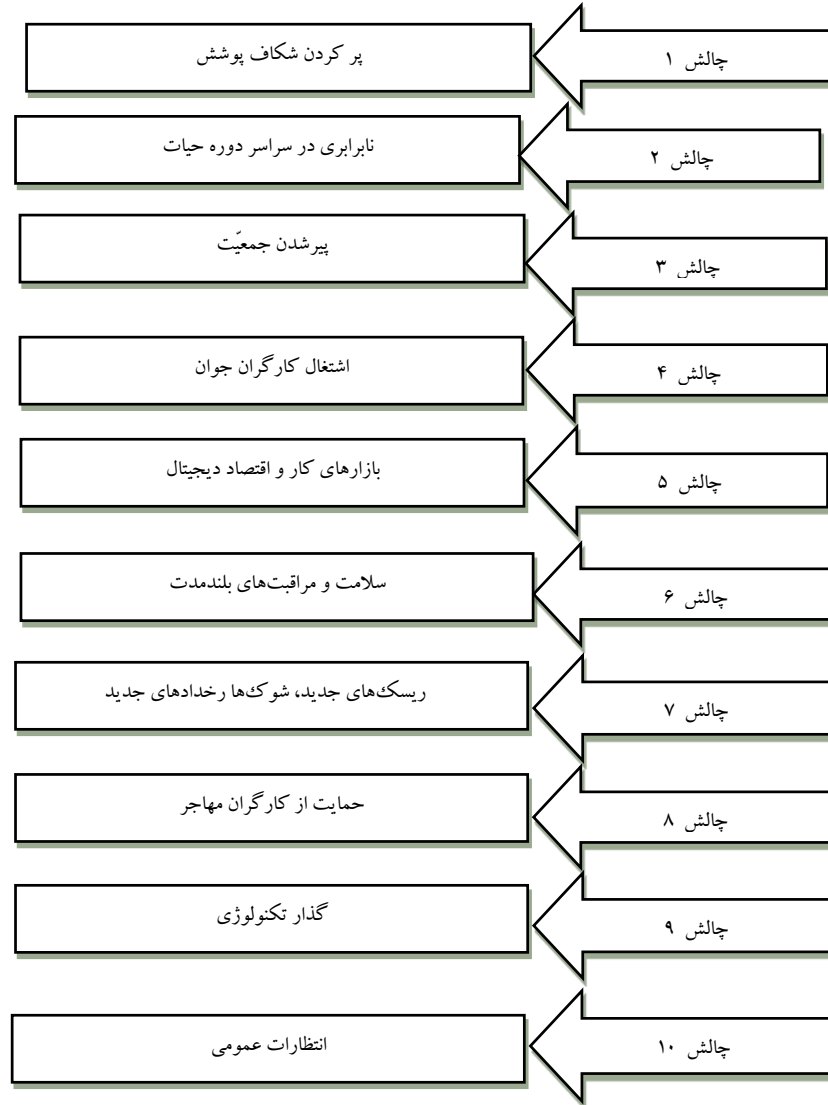 چالش ۱
پر کردن شکاف پوشش
چالش ۲
نابرابری در سراسر دوره حیات
چالش ۳
پیرشدن جمعیّت
چالش ۴
اشتغال کارگران جوان
چالش ۵
بازارهای کار و اقتصاد دیجیتال
چالش ۶
سلامت و مراقبت‌های بلندمدت
چالش ۷
ریسک‌های جدید، شوک‌ها رخدادهای جدید
چالش ۸
حمایت از کارگران مهاجر
چالش ۹
گذار تکنولوژی
چالش ۱۰
انتظارات عمومی